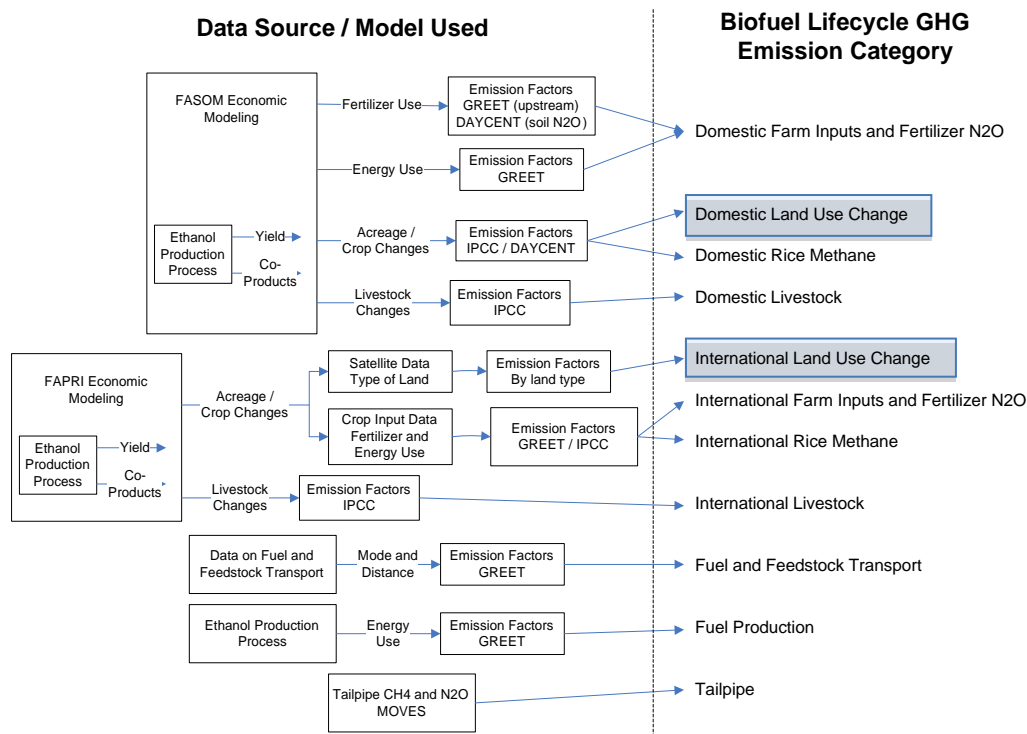 Data Source / Model Used
Biofuel Lifecycle GHG
Emission Category
FASOM Economic
Modeling
Ethanol
Production
Process
Yield
Co-
Products
Fertilizer Use
Emission Factors
GREET (upstream)
DAYCENT (soil N2O)
Domestic Farm Inputs and Fertilizer N2O
Energy Use
Emission Factors
GREET
Acreage /
Crop Changes
Emission Factors
IPCC / DAYCENT
Domestic Land Use Change
Domestic Rice Methane
Livestock
Changes
Emission Factors
IPCC
Domestic Livestock
FAPRI Economic
Modeling
Ethanol
Production
Process
Yield
Co-
Products
Acreage /
Crop Changes
Satellite Data
Type of Land
Emission Factors
By land type
International Land Use Change
Crop Input Data
Fertilizer and
Energy Use
Emission Factors
GREET / IPCC
International Farm Inputs and Fertilizer N2O
International Rice Methane
Livestock
Changes
Emission Factors
IPCC
International Livestock
Data on Fuel and
Feedstock Transport
Mode and
Distance
Emission Factors
GREET
Fuel and Feedstock Transport
Ethanol Production
Process
Energy
Use
Emission Factors
GREET
Fuel Production
Tailpipe CH4 and N2O
MOVES
Tailpipe